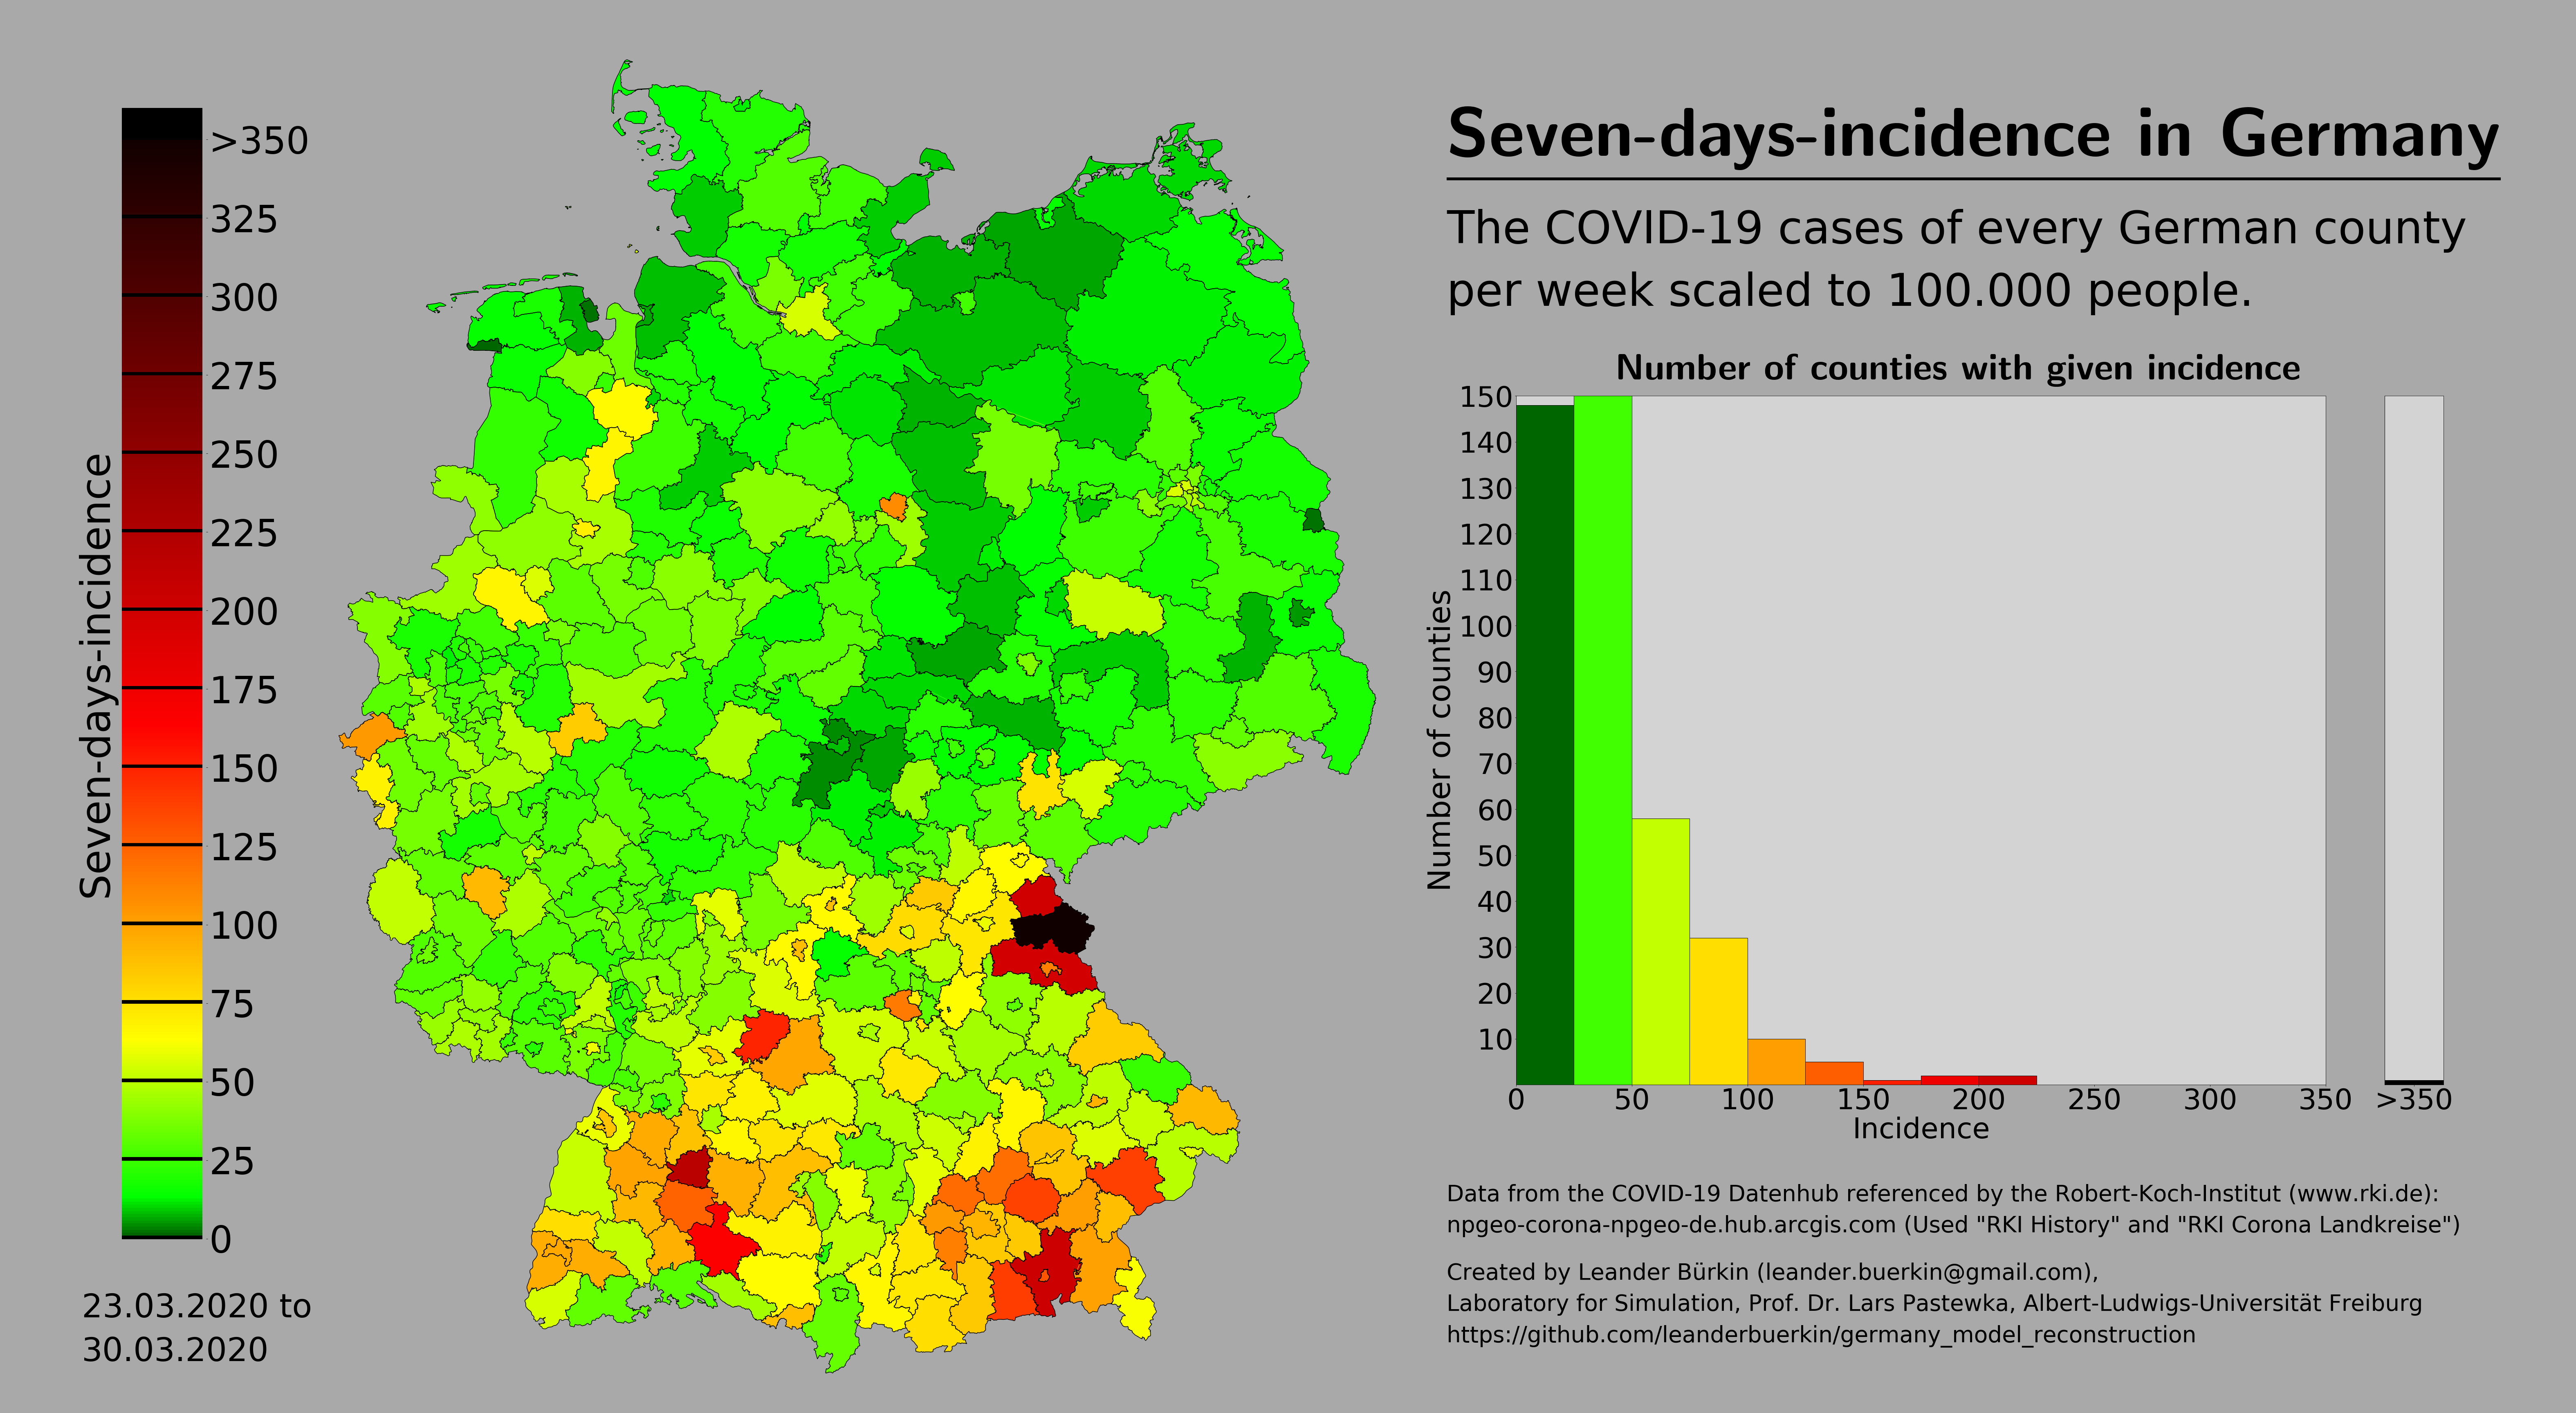 Seven-days-incidence
>350
325
300
275
250
225
200
175
150
125
100
75
50
25
0
23.03.2020 to
30.03.2020
Seven-days-incidence in Germany
The COVID-19 cases of every German county
per week scaled to 100.000 people.
Number of counties with given incidence
Number of counties
150
140
130
120
110
100
90
80
70
60
50
40
30
20
10
0 50 100 150 200 250 300 350 >350
Incidence
Data from the COVID-19 Datenhub referenced by the Robert-Koch-Institut (www.rki.de):
npgeo-corona-npgeo-de.hub.arcgis.com (Used "RKI History" and "RKI Corona Landkreise")
Created by Leander Bürkin (leander.buerkin@gmail.com),
Laboratory for Simulation, Prof. Dr. Lars Pastewka, Albert-Ludwigs-Universität Freiburg
https://github.com/leanderbuerkin/germany_model_reconstruction